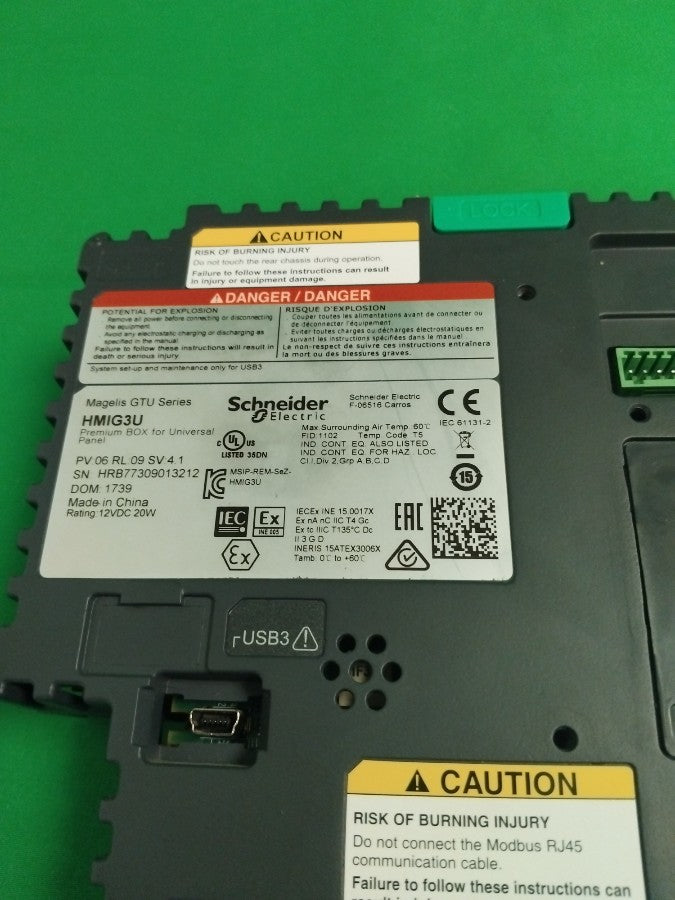 LOCK
CAUTION
RISK OF BURNING INJURY
Do not touch the rear chassis during operation.
Failure to follow these instructions can result
in injury or equipment damage.
DANGER / DANGER
POTENTIAL FOR EXPLOSION
Remove all power before connecting or disconnecting
the equipment.
Avoid any electrostatic charging or discharging as
specified in the manual.
Failure to follow these instructions will result in
death or serious injury.
RISQUE D'EXPLOSION
. Couper toutes les alimentations avant de connecter ou
de déconnecter l'équipement.
. Eviter toutes charges ou décharges électrostatiques en
suivant les instructions spécifiées dans le manuel.
Le non-respect de suivre ces instructions entraînera
la mort ou des blessures graves.
System set-up and maintenance only for USB3
Magelis GTU Series
HMIG3U
Premium BOX for Universal
Panel
PV:06 RL:09 SV:4.1
SN: HRB77309013212
DOM: 1739
Made in China
Rating:12VDC 20W
Schneider
Electric
Schneider Electric
F-06516 Carros
CE
IEC 61131-2
c UL US
LISTED 35DN
Max.Surrounding Air Temp. 60℃
FID:1102 Temp. Code T5
IND. CONT. EQ. ALSO LISTED
IND. CONT. EQ. FOR HAZ. LOC.
Cl I,Div 2,Grp A,B,C,D
MSIP-REM-SeZ-
HMIG3U
15
IEC
Ex
INE 005
IECEx INE 15.0017X
Ex nA nC IIC T4 Gc
Ex tc IIIC T135℃ Dc
II 3 G D
INERIS 15ATEX3006X
Tamb: 0℃ to +60℃
EAC
USB3
CAUTION
RISK OF BURNING INJURY
Do not connect the Modbus RJ45
communication cable.
Failure to follow these instructions can